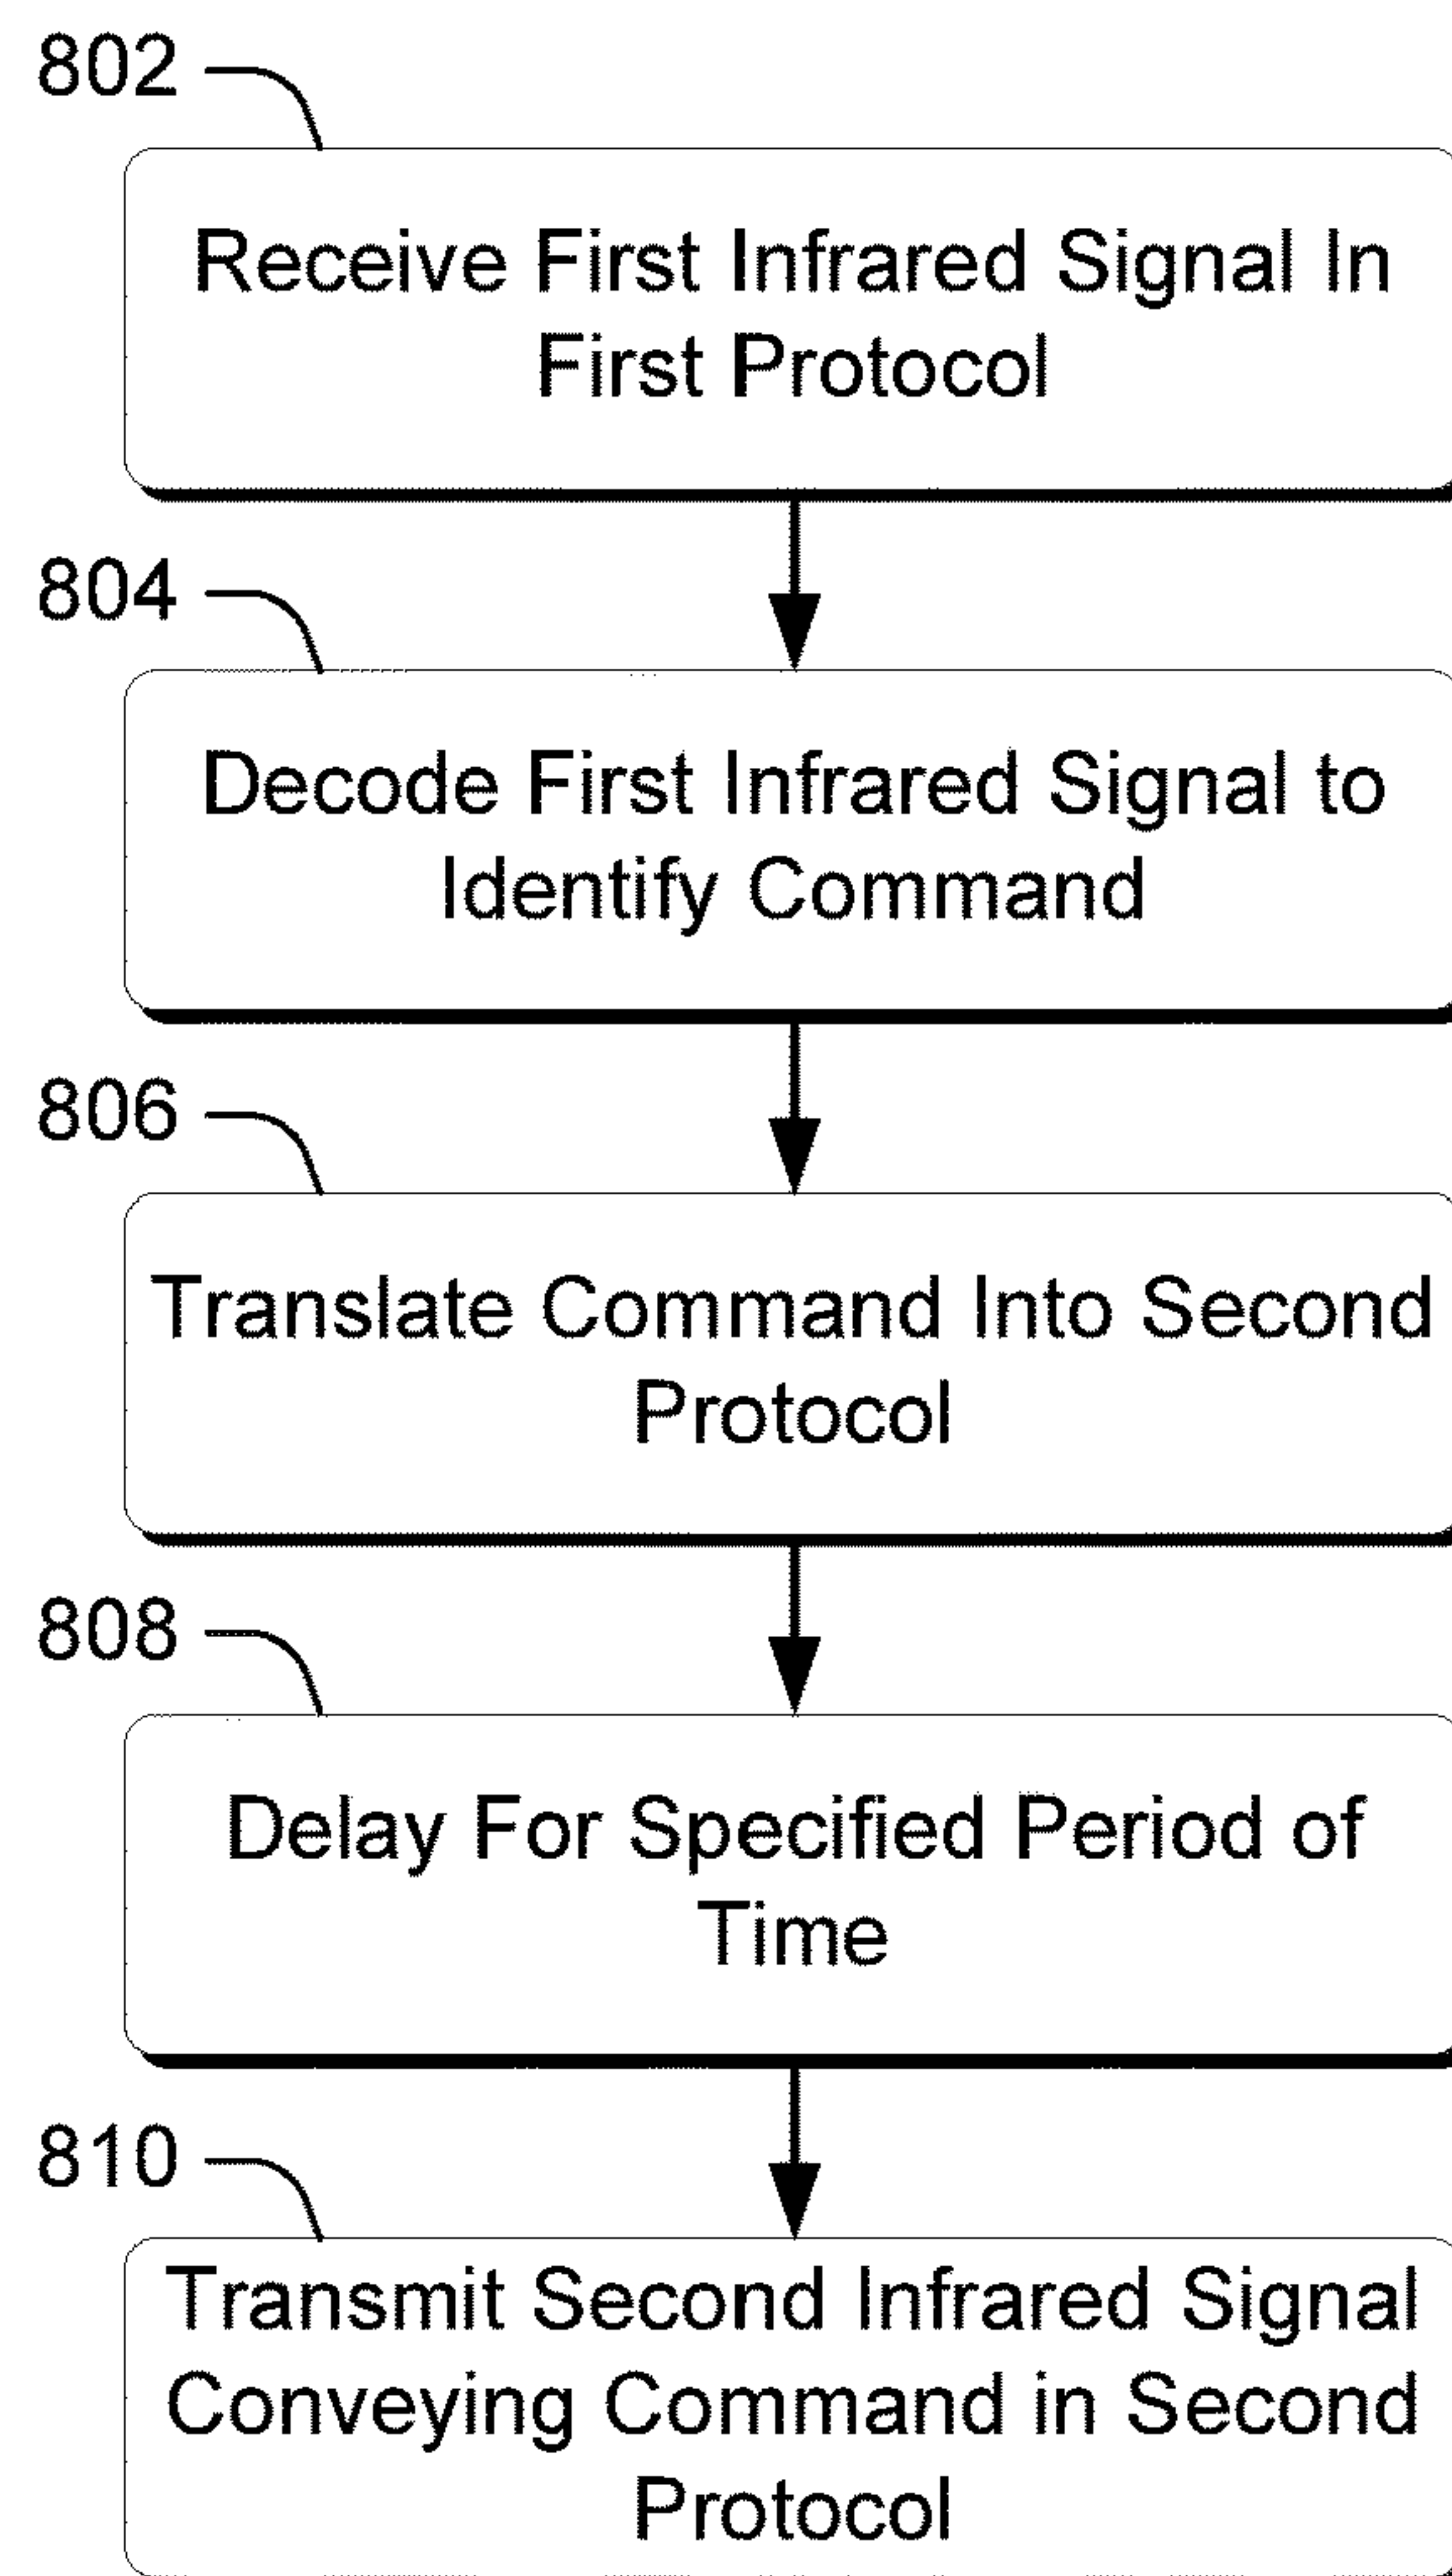 802
Receive First Infrared Signal In
First Protocol
804
Decode First Infrared Signal to
Identify Command
806
Translate Command Into Second
Protocol
808
Delay For Specified Period of
Time
810
Transmit Second Infrared Signal
Conveying Command in Second
Protocol